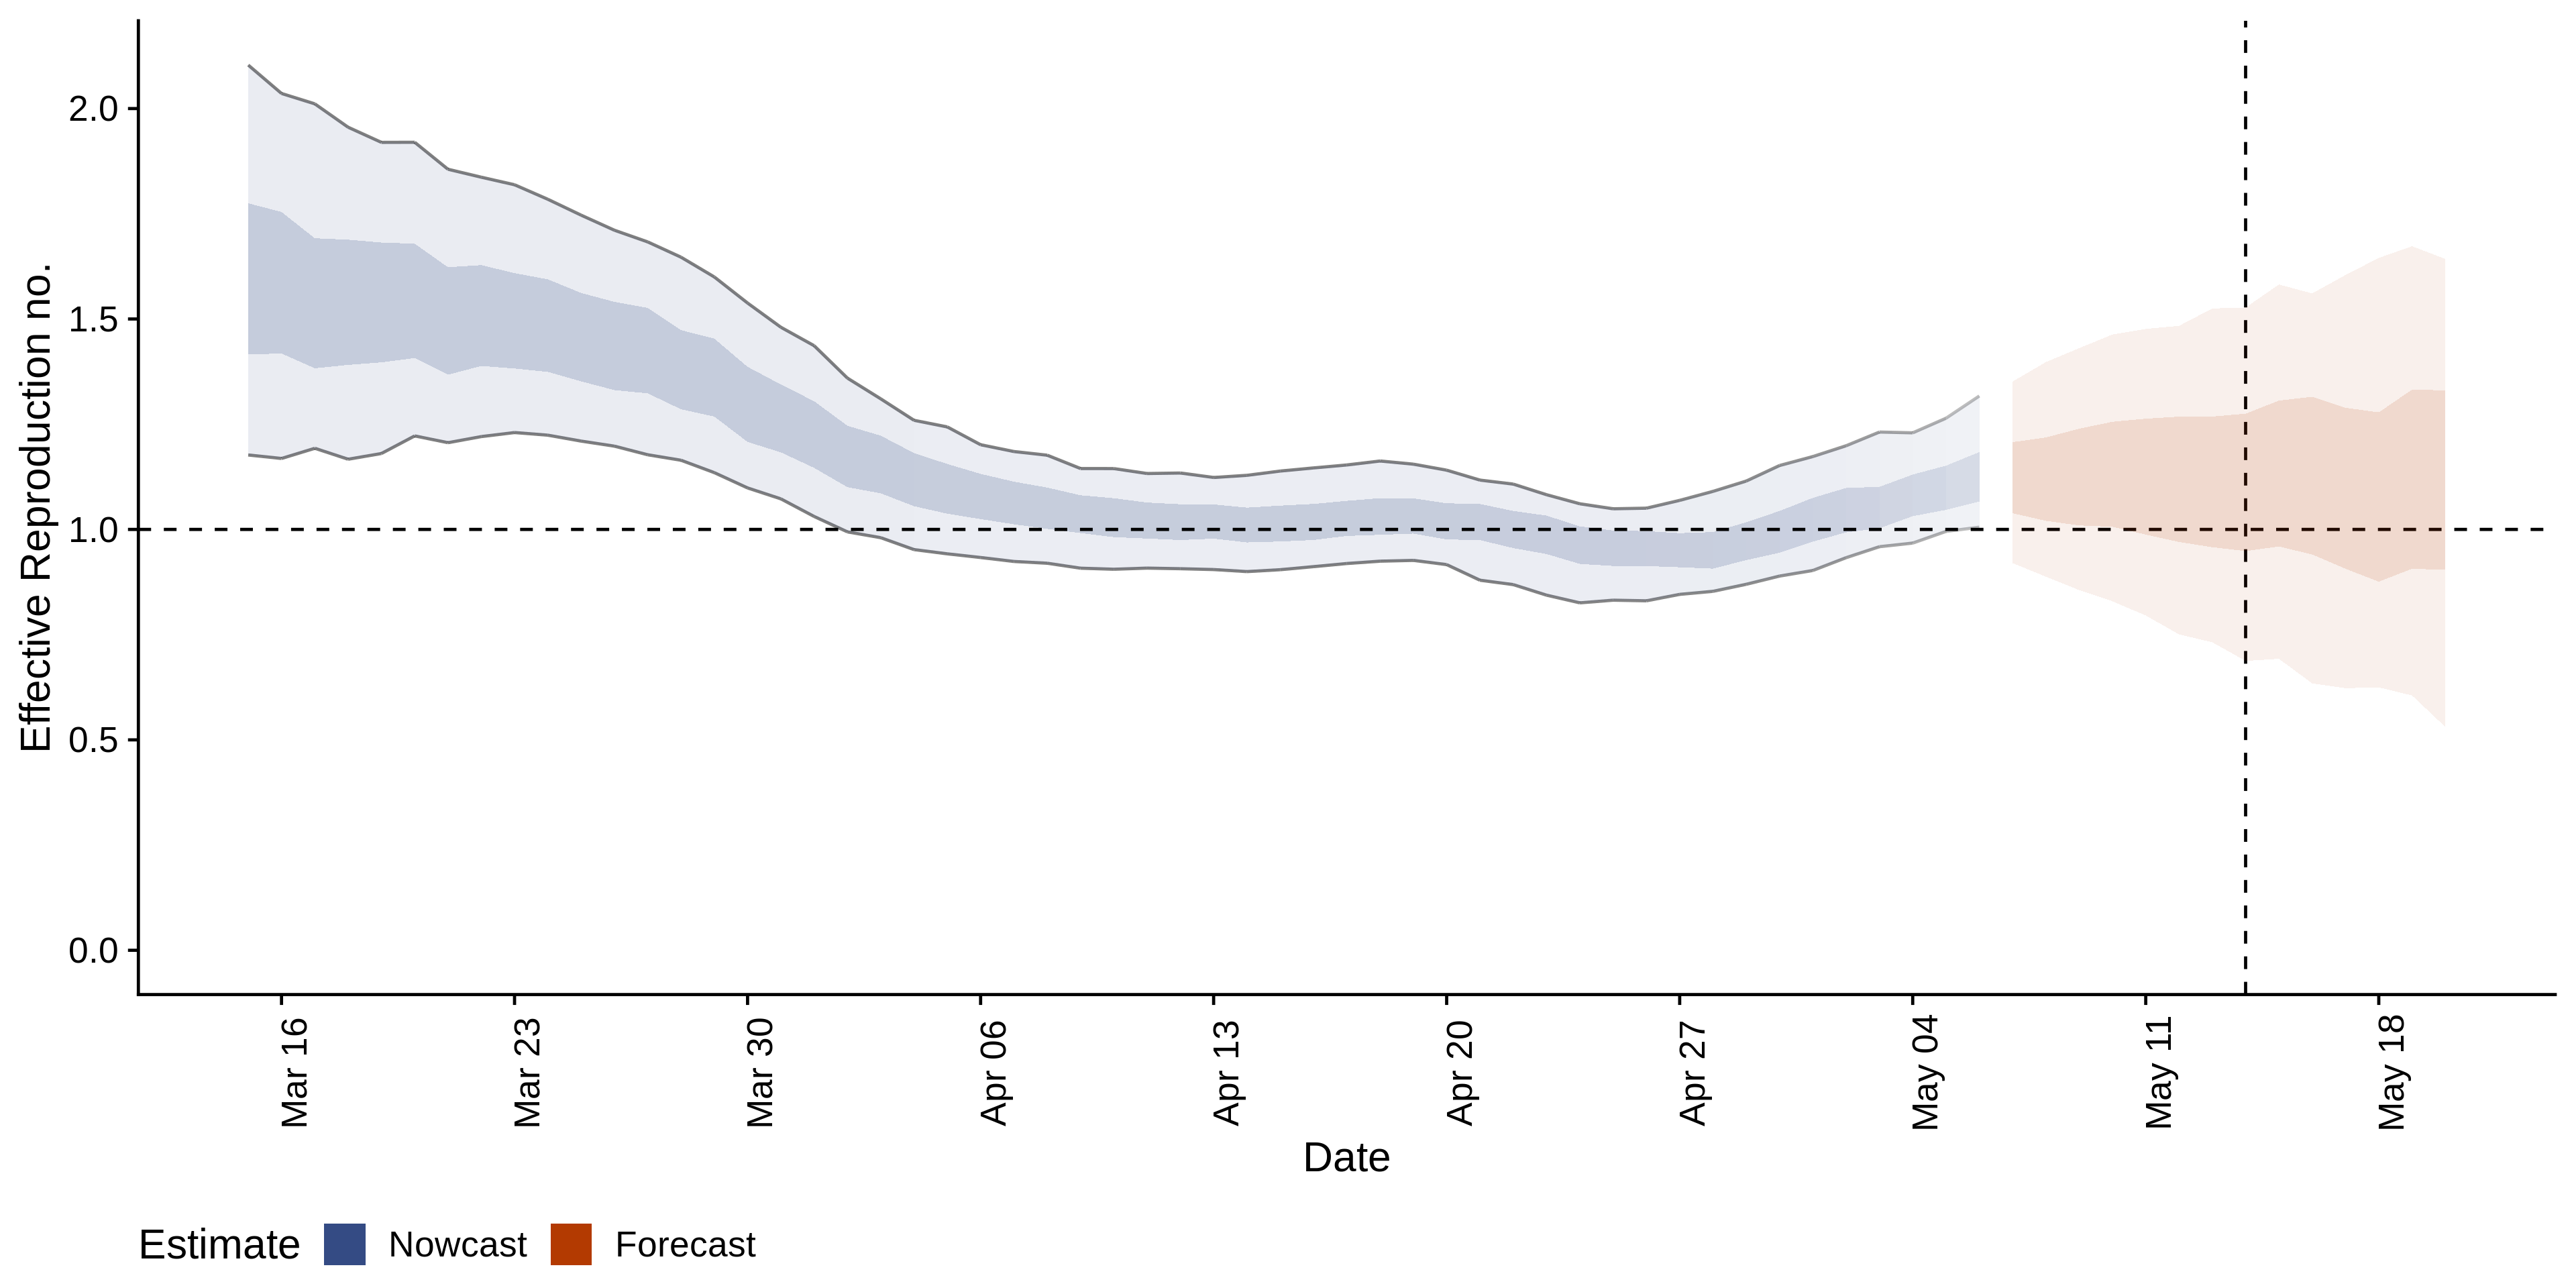 Effective Reproduction no.
2.0
1.5
1.0
0.5
0.0
Mar 16
Mar 23
Mar 30
Apr 06
Apr 13
Apr 20
Apr 27
May 04
May 11
May 18
Date
Estimate Nowcast Forecast